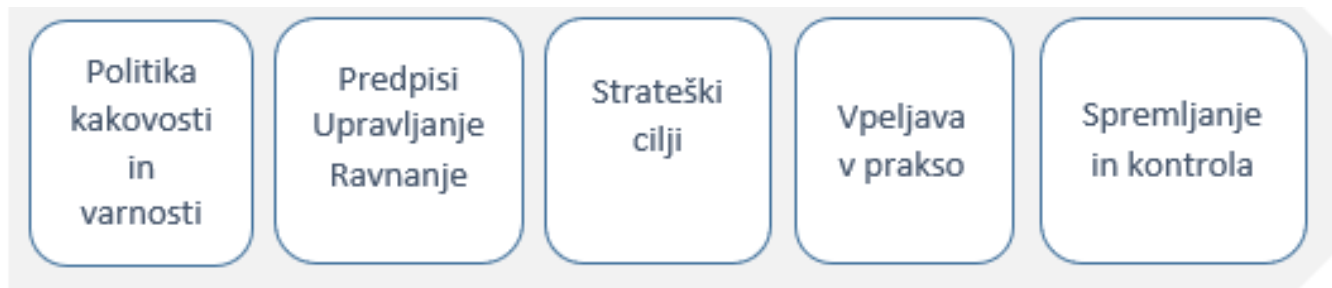 Politika
kakovosti
in
varnosti
Predpisi
Upravljanje
Ravnanje
Strateški
cilji
Vpeljava
v prakso
Spremljanje
in kontrola